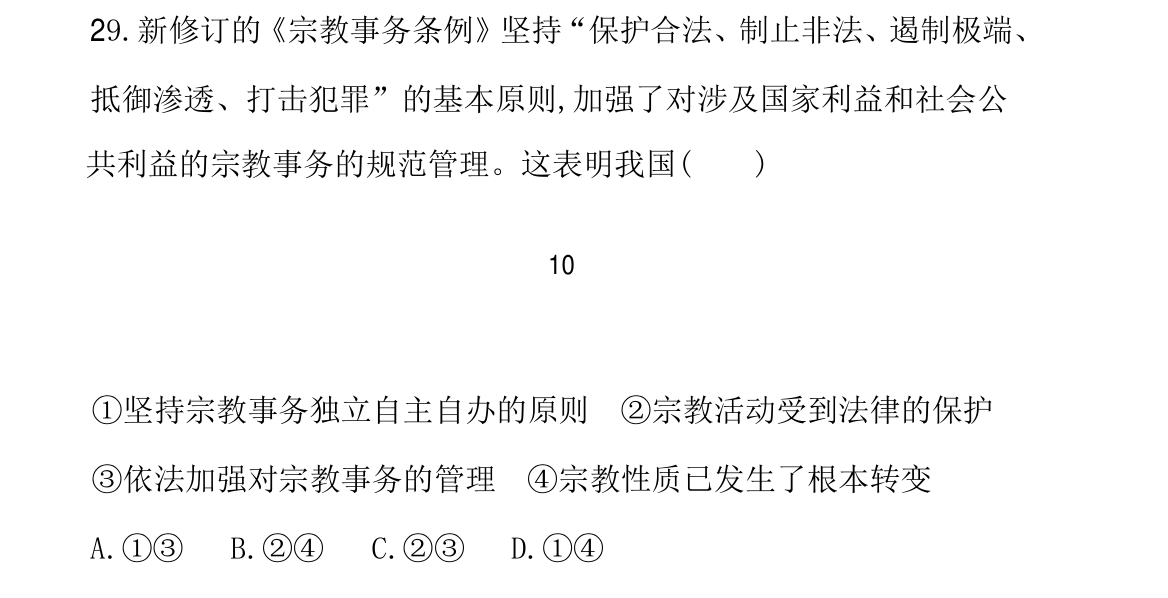 29.新修订的《宗教事务条例》坚持“保护合法、制止非法、遏制极端、
抵御渗透、打击犯罪”的基本原则,加强了对涉及国家利益和社会公
共利益的宗教事务的规范管理。这表明我国(　　)
10
①坚持宗教事务独立自主自办的原则　②宗教活动受到法律的保护
③依法加强对宗教事务的管理　④宗教性质已发生了根本转变
A.①③　B.②④　C.②③　D.①④